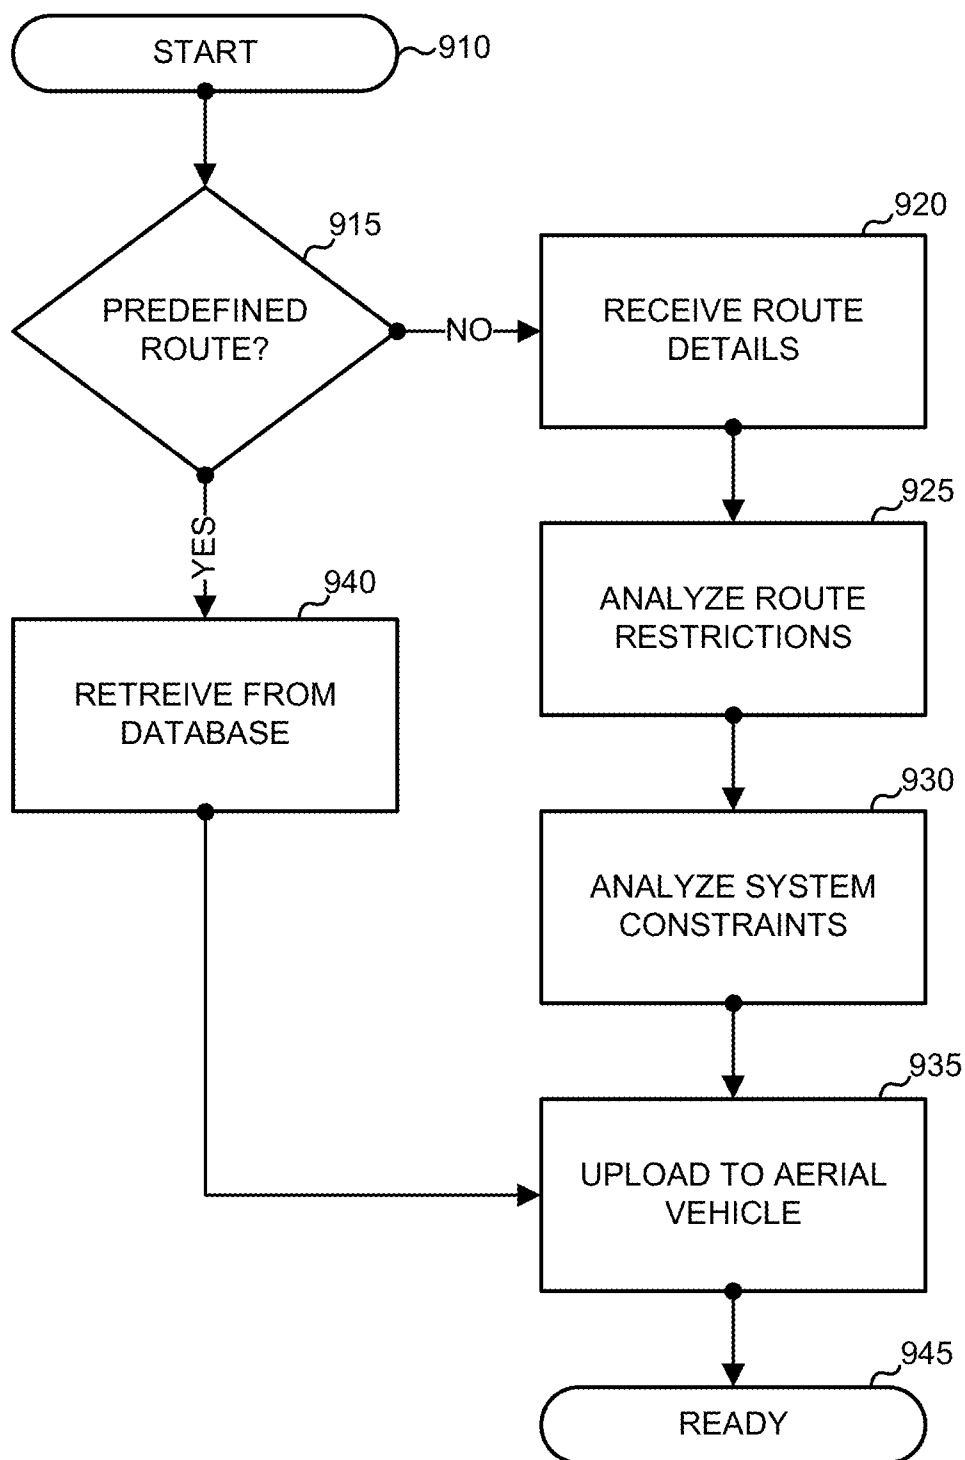 START
910
915
PREDEFINED
ROUTE?
NO
920
RECEIVE ROUTE
DETAILS
925
ANALYZE ROUTE
RESTRICTIONS
YES
940
RETREIVE FROM
DATABASE
930
ANALYZE SYSTEM
CONSTRAINTS
935
UPLOAD TO AERIAL
VEHICLE
945
READY